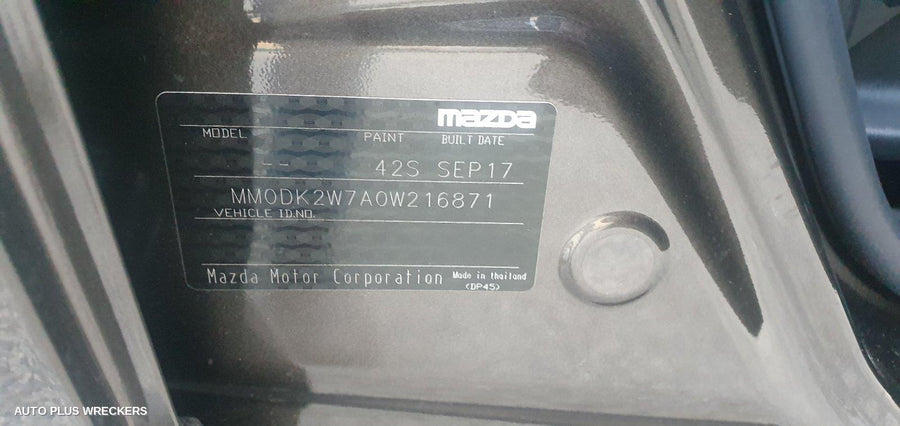 mazda
MODEL PAINT BUILT DATE
-- 42S SEP17
MM0DK2W7A0W216871
VEHICLE ID.NO.
Mazda Motor Corporation Made in thailand
(DP45)
AUTO PLUS WRECKERS